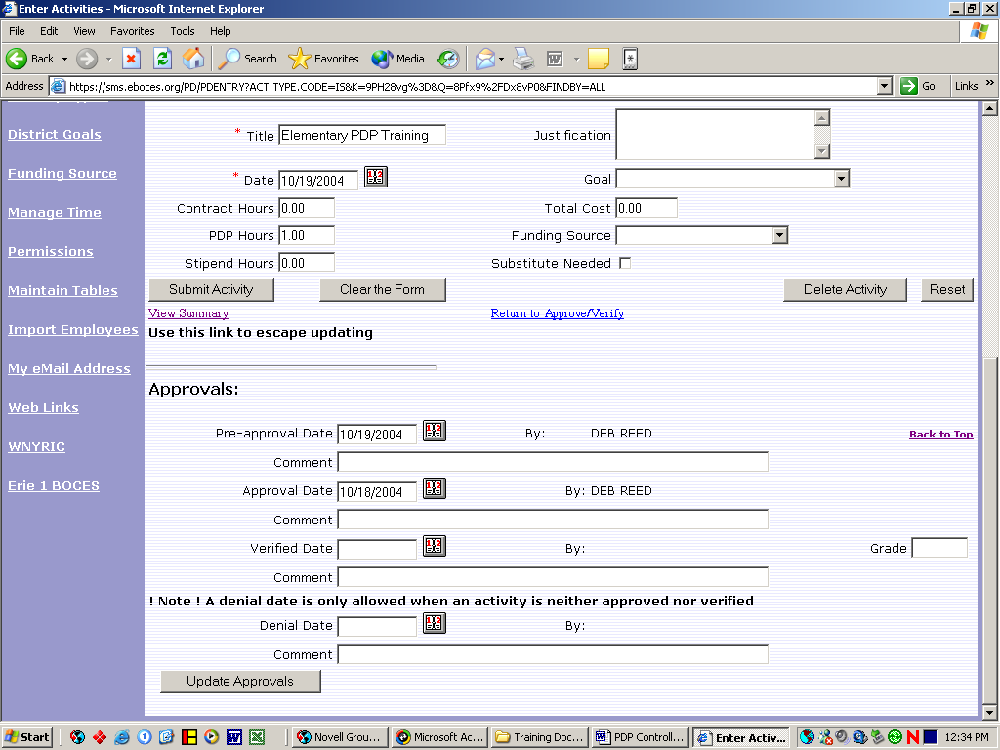 Enter Activities - Microsoft Internet Explorer
File Edit View Favorites Tools Help
Back Search Favorites Media
Address https://sms.eboces.org/PD/PDENTRY?ACT.TYPE.CODE=IS&K=9PH28vg%3D&Q=8Pfx9%2FDx8vP0&FINDBY=ALL Go Links »
District Goals
Funding Source
Manage Time
Permissions
Maintain Tables
Import Employees
My eMail Address
Web Links
WNYRIC
Erie 1 BOCES
* Title Elementary PDP Training Justification
* Date 10/19/2004 Goal
Contract Hours 0.00 Total Cost 0.00
PDP Hours 1.00 Funding Source
Stipend Hours 0.00 Substitute Needed
Submit Activity Clear the Form Delete Activity Reset
View Summary Return to Approve/Verify
Use this link to escape updating
Approvals:
Pre-approval Date 10/19/2004 By: DEB REED Back to Top
Comment
Approval Date 10/18/2004 By: DEB REED
Comment
Verified Date By: Grade
Comment
! Note ! A denial date is only allowed when an activity is neither approved nor verified
Denial Date By:
Comment
Update Approvals
Start Novell Grou... Microsoft Ac... Training Doc... PDP Controll... Enter Activ... 12:34 PM